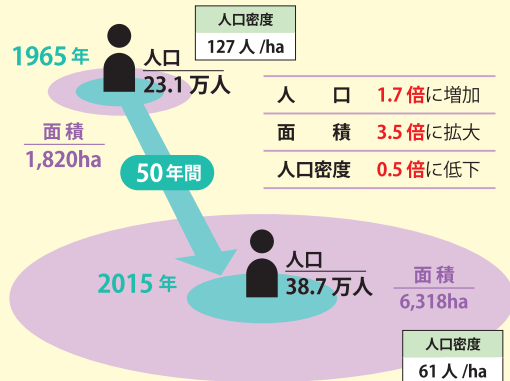 人口密度
127 人 /ha
1965 年
人口
23.1 万人
面 積
1,820ha
人　　口 1.7 倍に増加
面　　積 3.5 倍に拡大
人口密度 0.5 倍に低下
50 年間
2015 年
人口
38.7 万人
面 積
6,318ha
人口密度
61 人 /ha